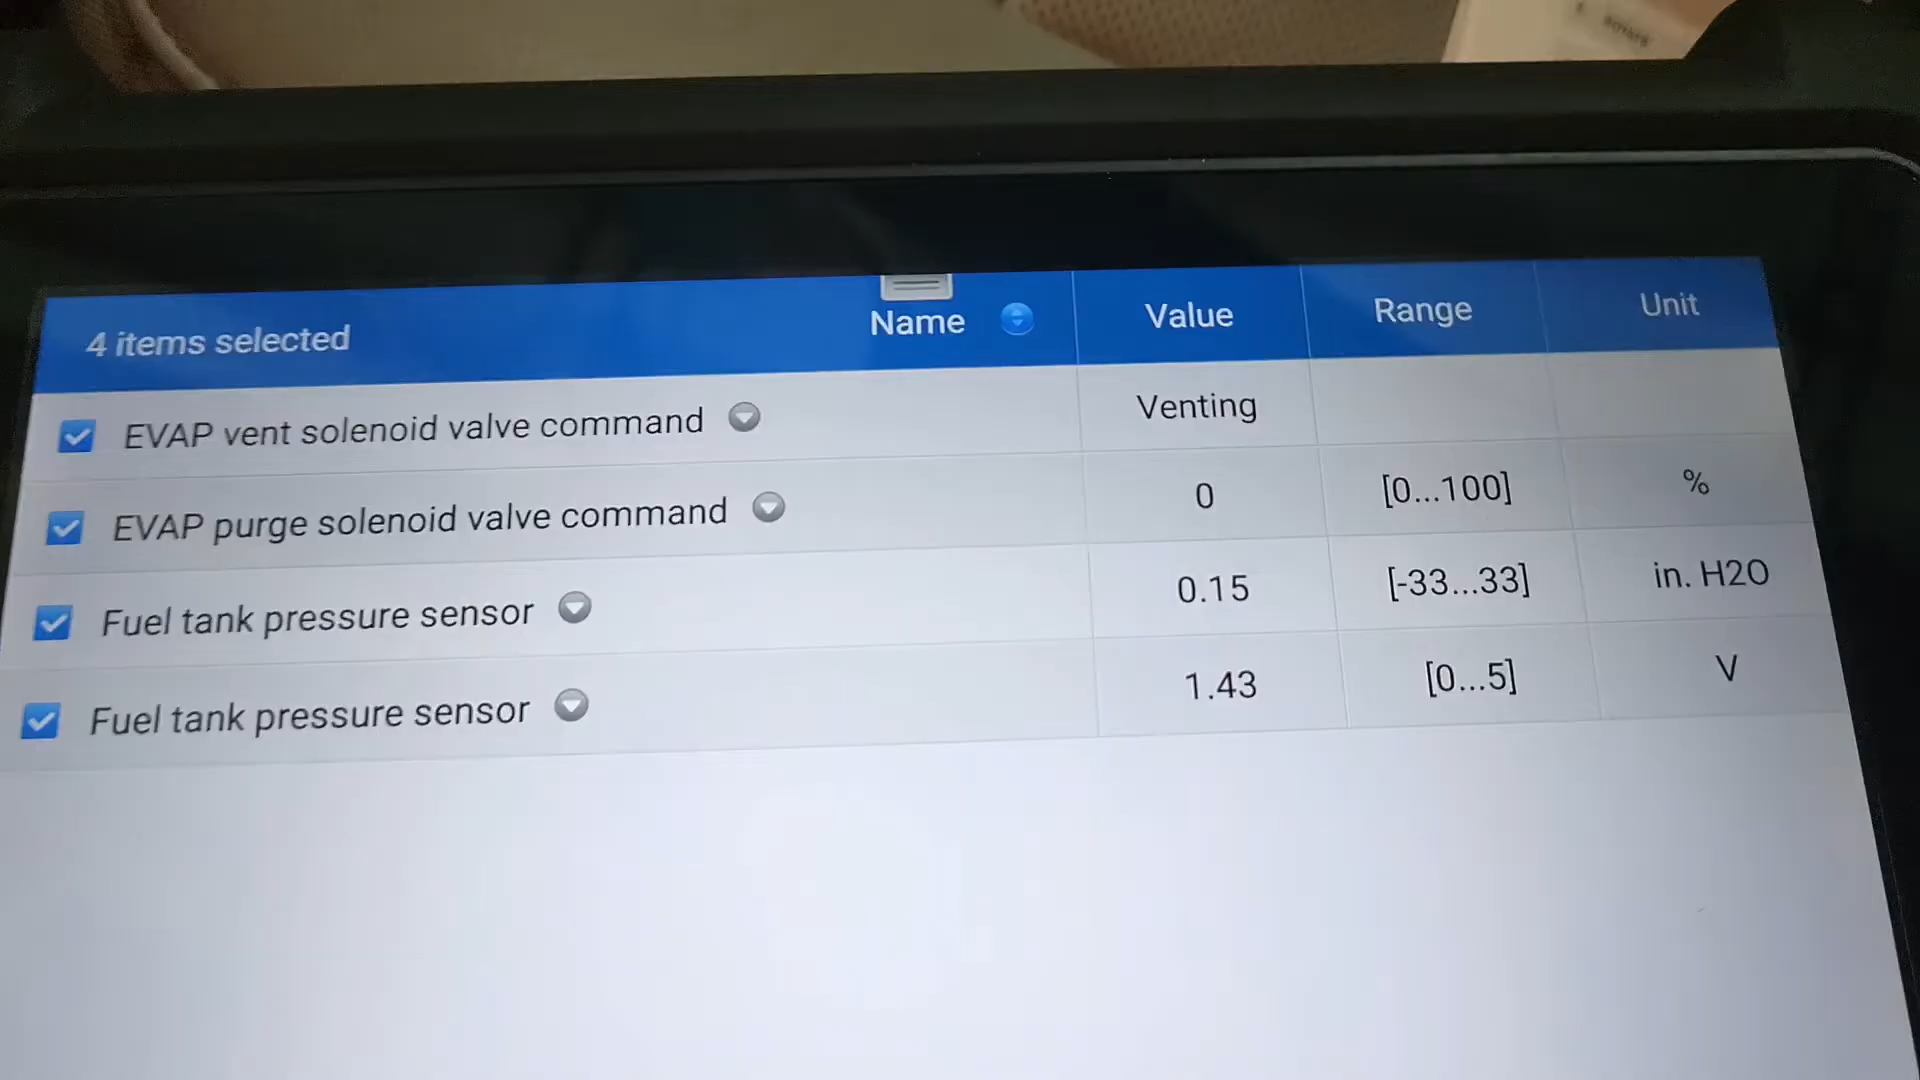 4 items selected Name Value Range Unit
EVAP vent solenoid valve command Venting
EVAP purge solenoid valve command 0 [0...100] %
Fuel tank pressure sensor 0.15 [-33...33] in. H2O
Fuel tank pressure sensor 1.43 [0...5] V